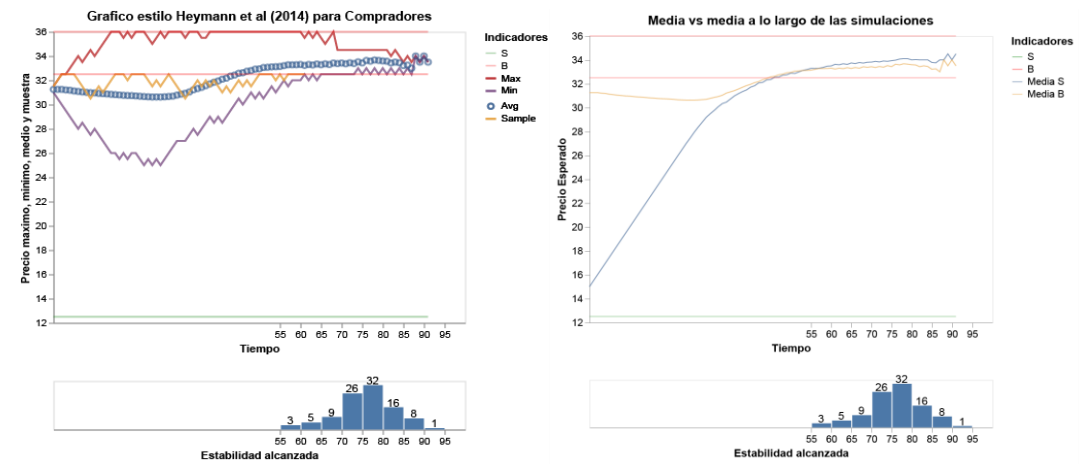 Grafico estilo Heymann et al (2014) para Compradores
Precio maximo, minimo, medio y muestra
36
34
32
30
28
26
24
22
20
18
16
14
12
55 60 65 70 75 80 85 90 95
Tiempo
Indicadores
S
B
Max
Min
Avg
Sample
3 5 9 26 32 16 8 1
55 60 65 70 75 80 85 90 95
Estabilidad alcanzada
Media vs media a lo largo de las simulaciones
Precio Esperado
36
34
32
30
28
26
24
22
20
18
16
14
12
55 60 65 70 75 80 85 90 95
Tiempo
Indicadores
S
B
Media S
Media B
3 5 9 26 32 16 8 1
55 60 65 70 75 80 85 90 95
Estabilidad alcanzada